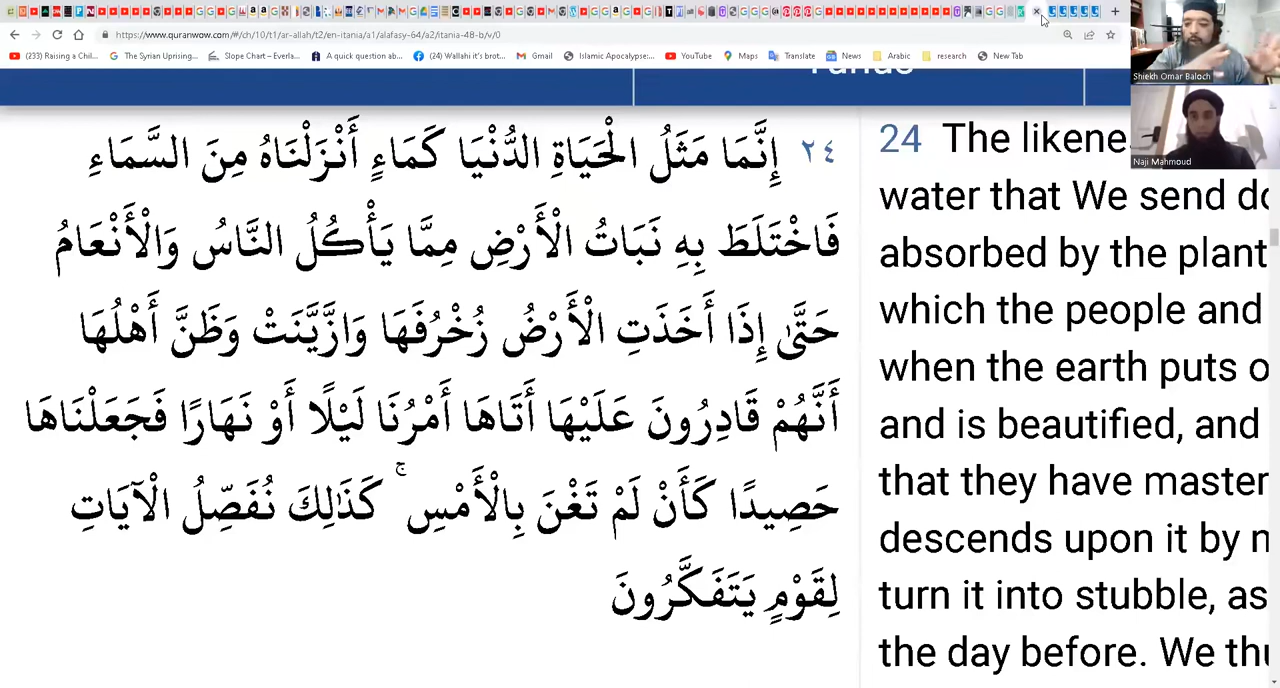 https://www.quranwow.com/#/ch/10/t1/ar-allah/t2/en-itania/a1/alafasy-64/a2/itania-48-s/v/0
(233) Raising a Chil...
The Syrian Uprising...
Slope Chart – Everla...
A quick question ab...
(24) Wallahi it's brot...
Gmail
Islamic Apocalypse:...
YouTube
Maps
Translate
News
Arabic
research
New Tab
Shiekh Omar Baloch
Naji Mahmoud
٢٤ إِنَّمَا مَثَلُ الْحَيَاةِ الدُّنْيَا كَمَاءٍ أَنْزَلْنَاهُ مِنَ السَّمَاءِ
فَاخْتَلَطَ بِهِ نَبَاتُ الْأَرْضِ مِمَّا يَأْكُلُ النَّاسُ وَالْأَنْعَامُ
حَتَّىٰ إِذَا أَخَذَتِ الْأَرْضُ زُخْرُفَهَا وَازَّيَّنَتْ وَظَنَّ أَهْلُهَا
أَنَّهُمْ قَادِرُونَ عَلَيْهَا أَتَاهَا أَمْرُنَا لَيْلًا أَوْ نَهَارًا فَجَعَلْنَاهَا
حَصِيدًا كَأَنْ لَمْ تَغْنَ بِالْأَمْسِ ۚ كَذَٰلِكَ نُفَصِّلُ الْآيَاتِ
لِقَوْمٍ يَتَفَكَّرُونَ
24 The likene
water that We send do
absorbed by the plant
which the people and
when the earth puts o
and is beautified, and
that they have master
descends upon it by n
turn it into stubble, as
the day before. We thu